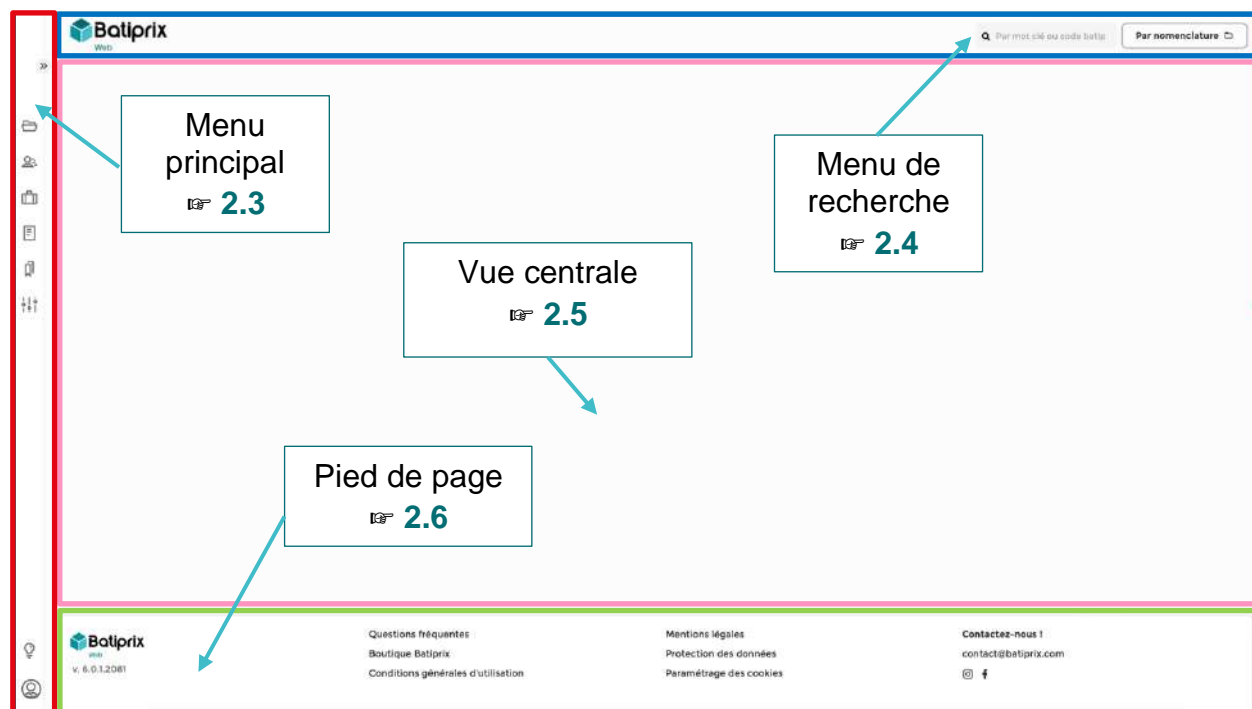 Batiprix
Web
Par mot clé ou code batip
Par nomenclature
»
Menu
principal
☞ 2.3
Menu de
recherche
☞ 2.4
Vue centrale
☞ 2.5
Pied de page
☞ 2.6
Batiprix
Web
v. 6.0.1.2081
Questions fréquentes
Boutique Batiprix
Conditions générales d'utilisation
Mentions légales
Protection des données
Paramétrage des cookies
Contactez-nous !
contact@batiprix.com